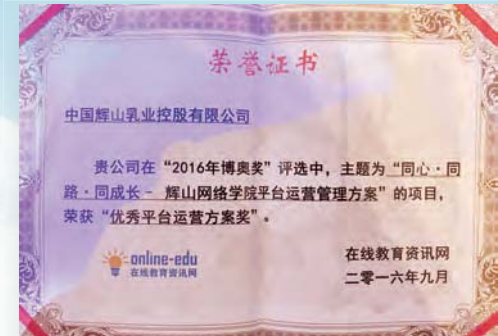 荣誉证书
中国辉山乳业控股有限公司
贵公司在“2016年博奥奖”评选中，主题为“同心·同
路·同成长－ 辉山网络学院平台运营管理方案”的项目，
荣获“优秀平台运营方案奖”。
online-edu
在线教育资讯网
在线教育资讯网
二零一六年九月